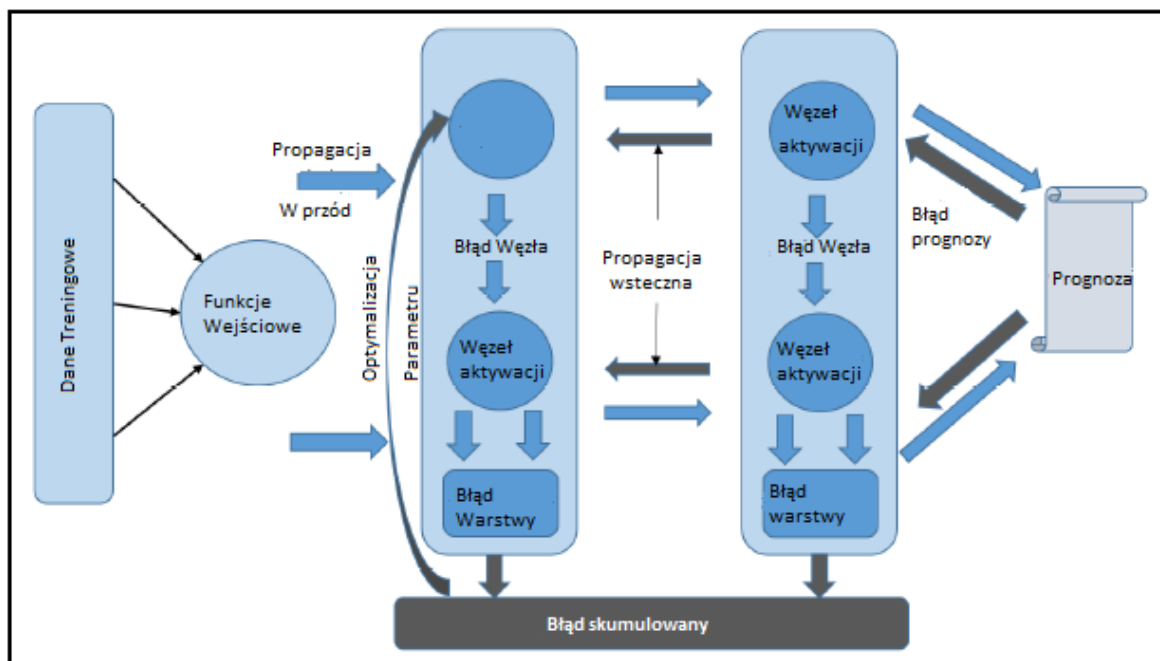 Dane Treningowe
Funkcje
Wejściowe
Propagacja
W przód
Optymalizacja
Parametru
Błąd Węzła
Węzeł
aktywacji
Błąd
Warstwy
Propagacja
wsteczna
Węzeł
aktywacji
Błąd Węzła
Węzeł
aktywacji
Błąd
warstwy
Błąd
prognozy
Prognoza
Błąd skumulowany